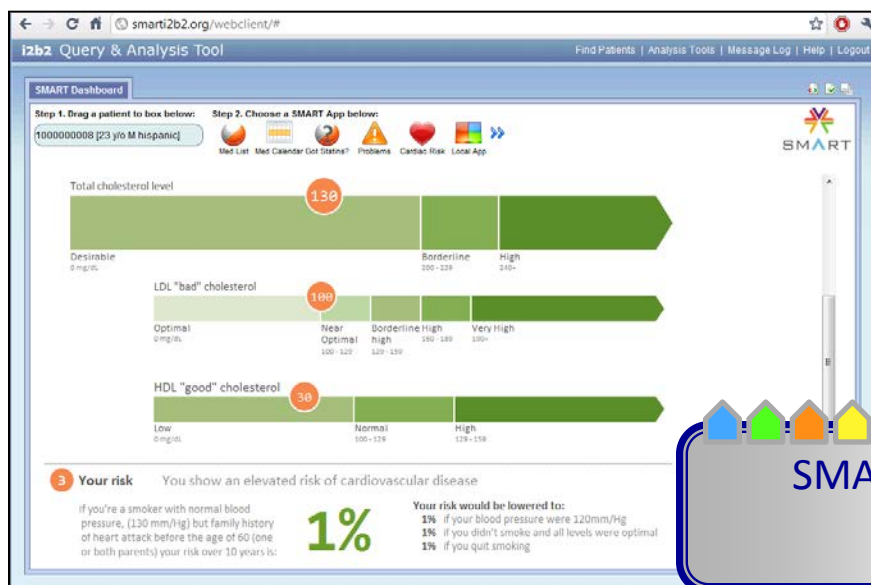 smarti2b2.org/webclient/#
i2b2 Query & Analysis Tool
Find Patients | Analysis Tools | Message Log | Help | Logout
SMART Dashboard
Step 1. Drag a patient to box below:
Step 2. Choose a SMART App below:
1000000008 [23 y/o M hispanic]
Med List Med Calendar Got Statins? Problems Cardiac Risk Local App
SMART
Total cholesterol level
130
Desirable Borderline High
0 mg/dL 200 - 239 240+
LDL "bad" cholesterol
100
Optimal Near Optimal Borderline high High Very High
0 mg/dL 100 - 129 129 - 159 160 - 189 190+
HDL "good" cholesterol
30
Low Normal High
0 mg/dL 100 - 129 129 - 159
3 Your risk You show an elevated risk of cardiovascular disease
If you're a smoker with normal blood
pressure, (130 mm/Hg) but family history
of heart attack before the age of 60 (one
or both parents) your risk over 10 years is:
1%
Your risk would be lowered to:
1% if your blood pressure were 120mm/Hg
1% if you didn't smoke and all levels were optimal
1% if you quit smoking
SMA